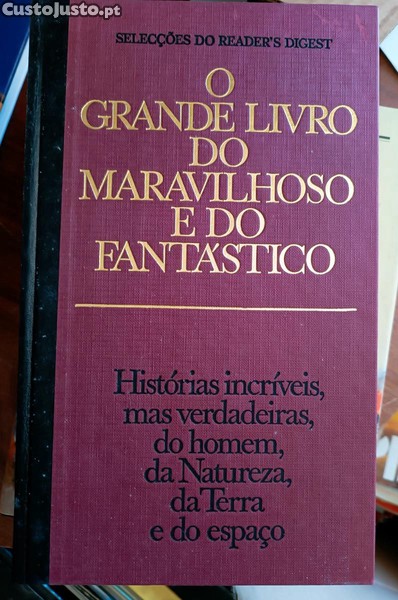 CustoJusto.pt
SELECÇÕES DO READER'S DIGEST
O
GRANDE LIVRO
DO
MARAVILHOSO
E DO
FANTÁSTICO
Histórias incríveis,
mas verdadeiras,
do homem,
da Natureza,
da Terra
e do espaço